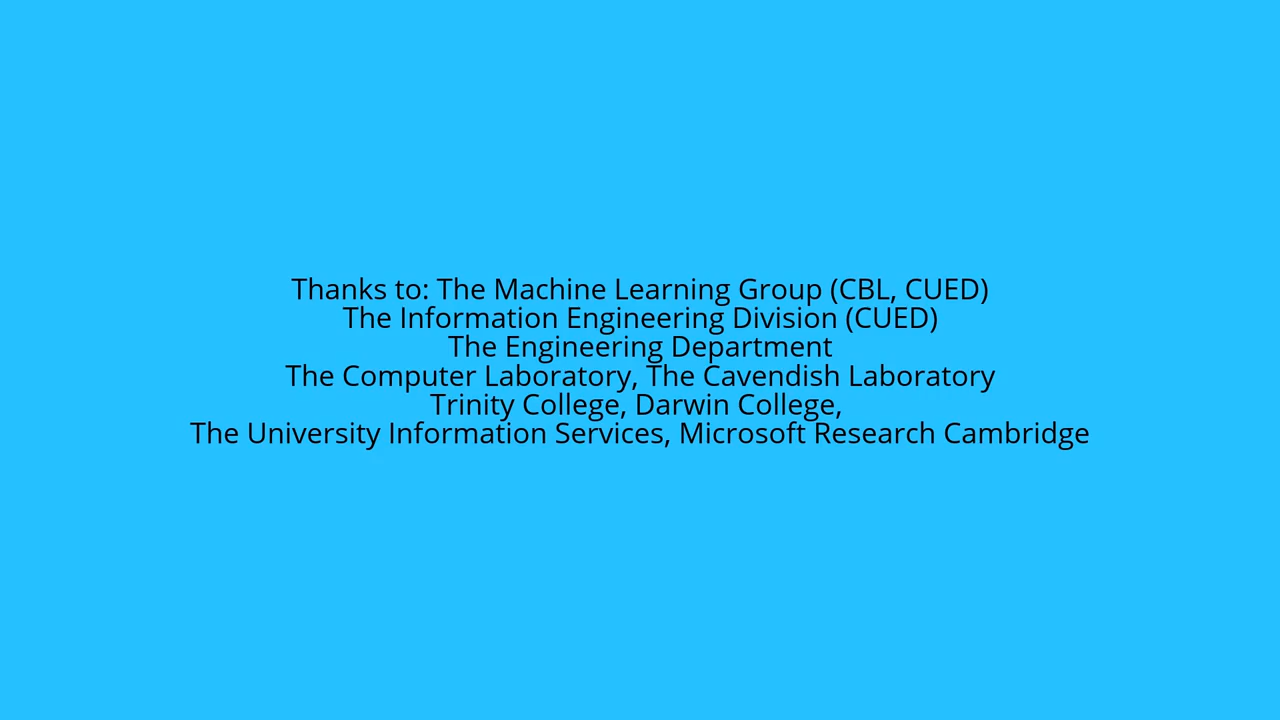 Thanks to: The Machine Learning Group (CBL, CUED)
The Information Engineering Division (CUED)
The Engineering Department
The Computer Laboratory, The Cavendish Laboratory
Trinity College, Darwin College,
The University Information Services, Microsoft Research Cambridge